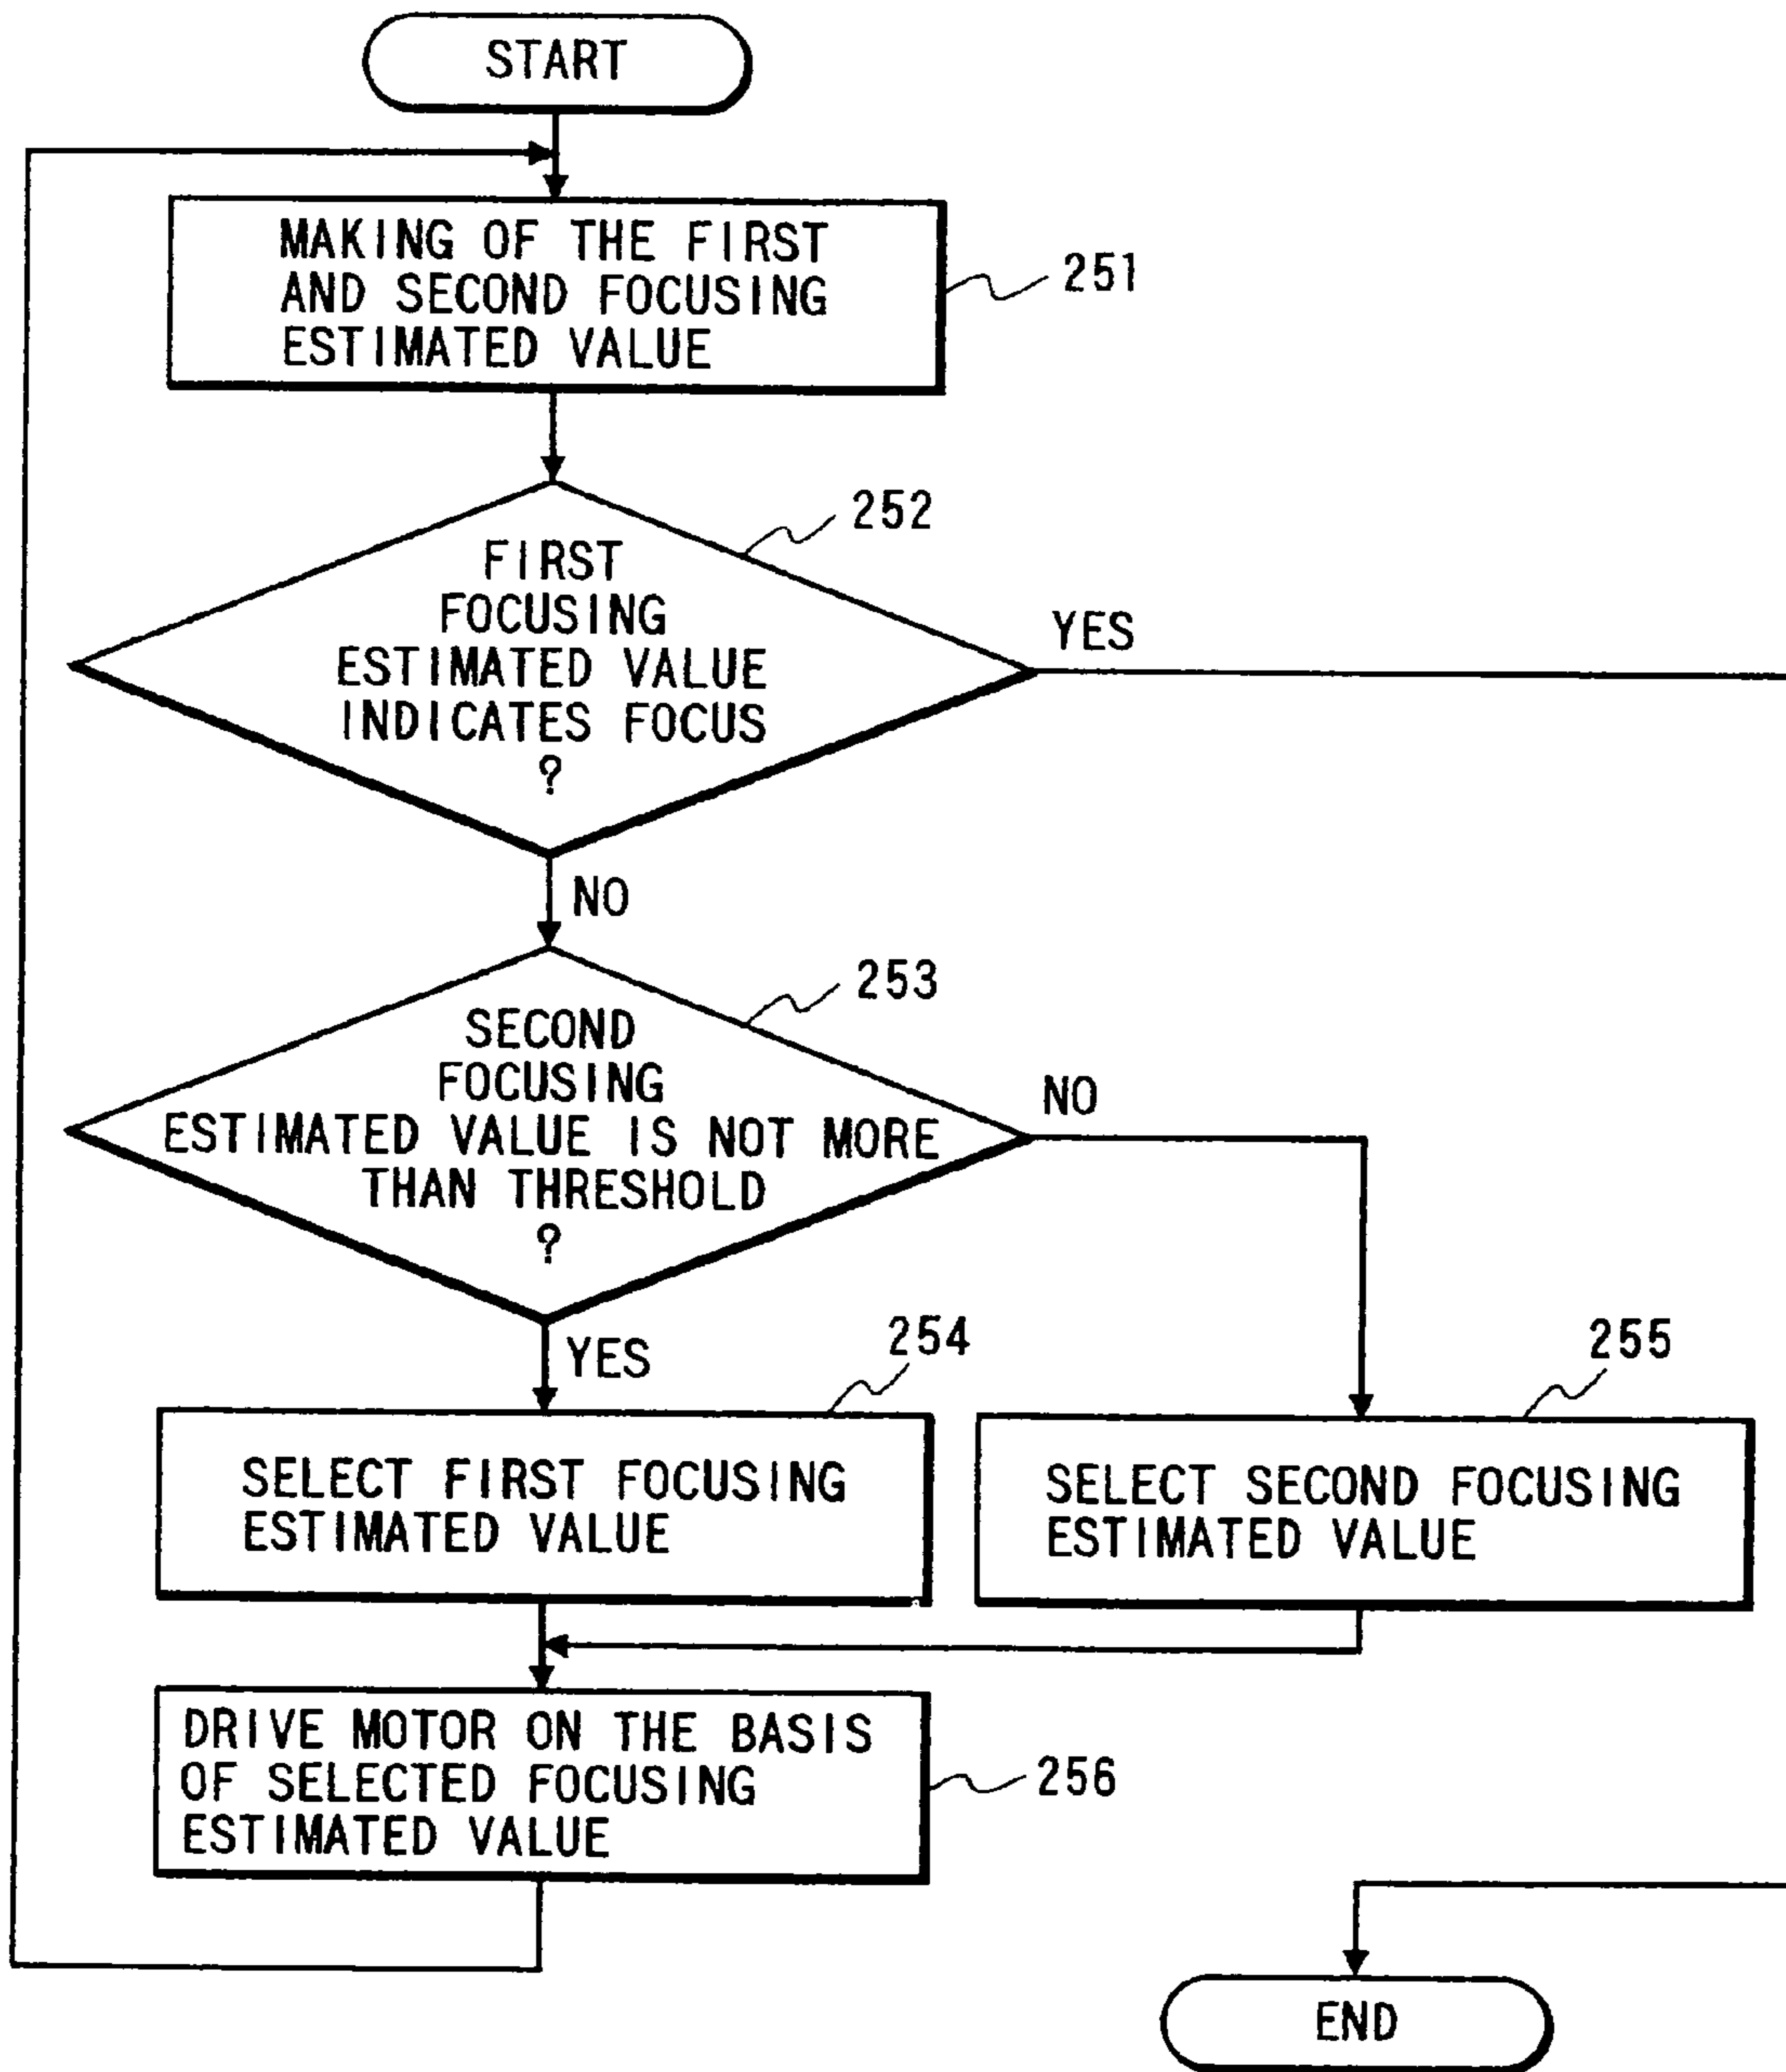 START
MAKING OF THE FIRST
AND SECOND FOCUSING
ESTIMATED VALUE
251
252
FIRST
FOCUSING
ESTIMATED VALUE
INDICATES FOCUS
?
YES
NO
253
SECOND
FOCUSING
ESTIMATED VALUE IS NOT MORE
THAN THRESHOLD
?
NO
YES
254
255
SELECT FIRST FOCUSING
ESTIMATED VALUE
SELECT SECOND FOCUSING
ESTIMATED VALUE
DRIVE MOTOR ON THE BASIS
OF SELECTED FOCUSING
ESTIMATED VALUE
256
END